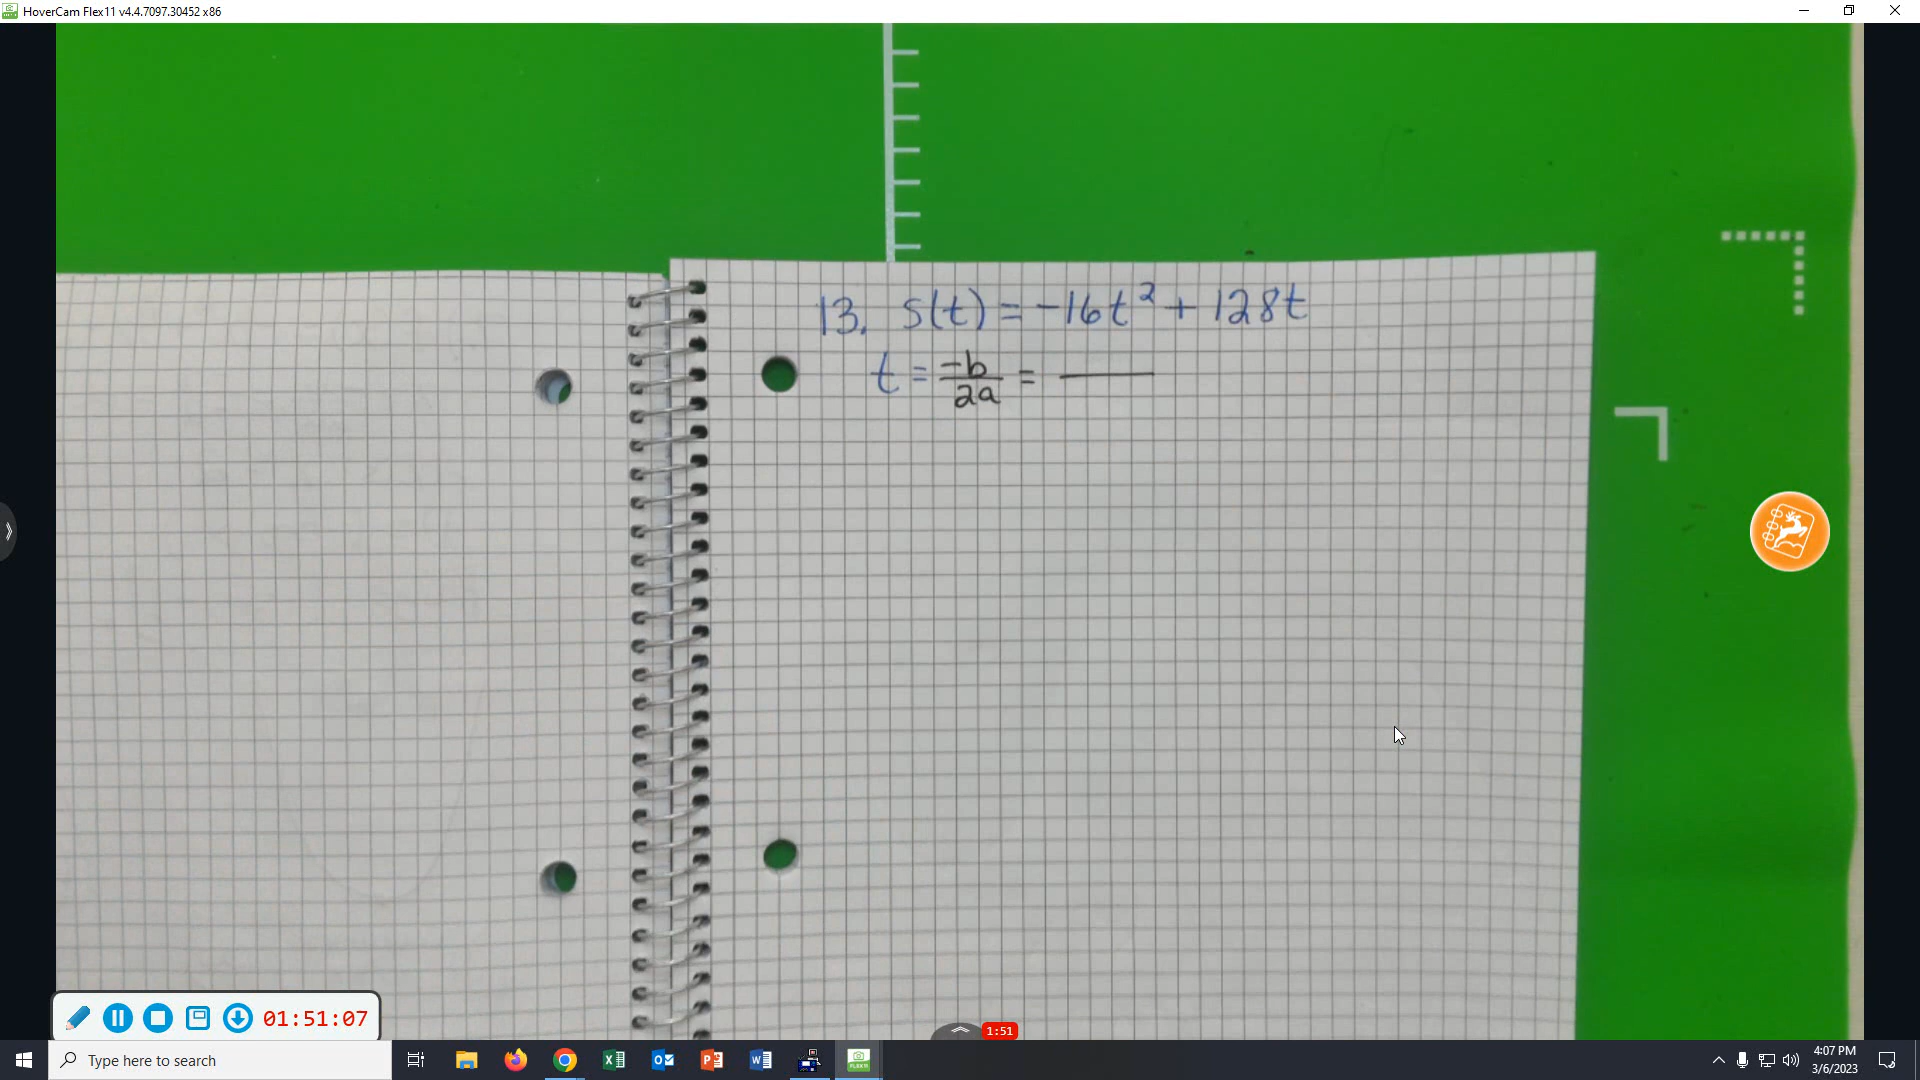 HoverCam Flex11 v4.4.7097.30452 x86
13. s(t) = -16t² + 128t
t = -b/2a = ―
01:51:07
1:51
Type here to search
4:07 PM
3/6/2023